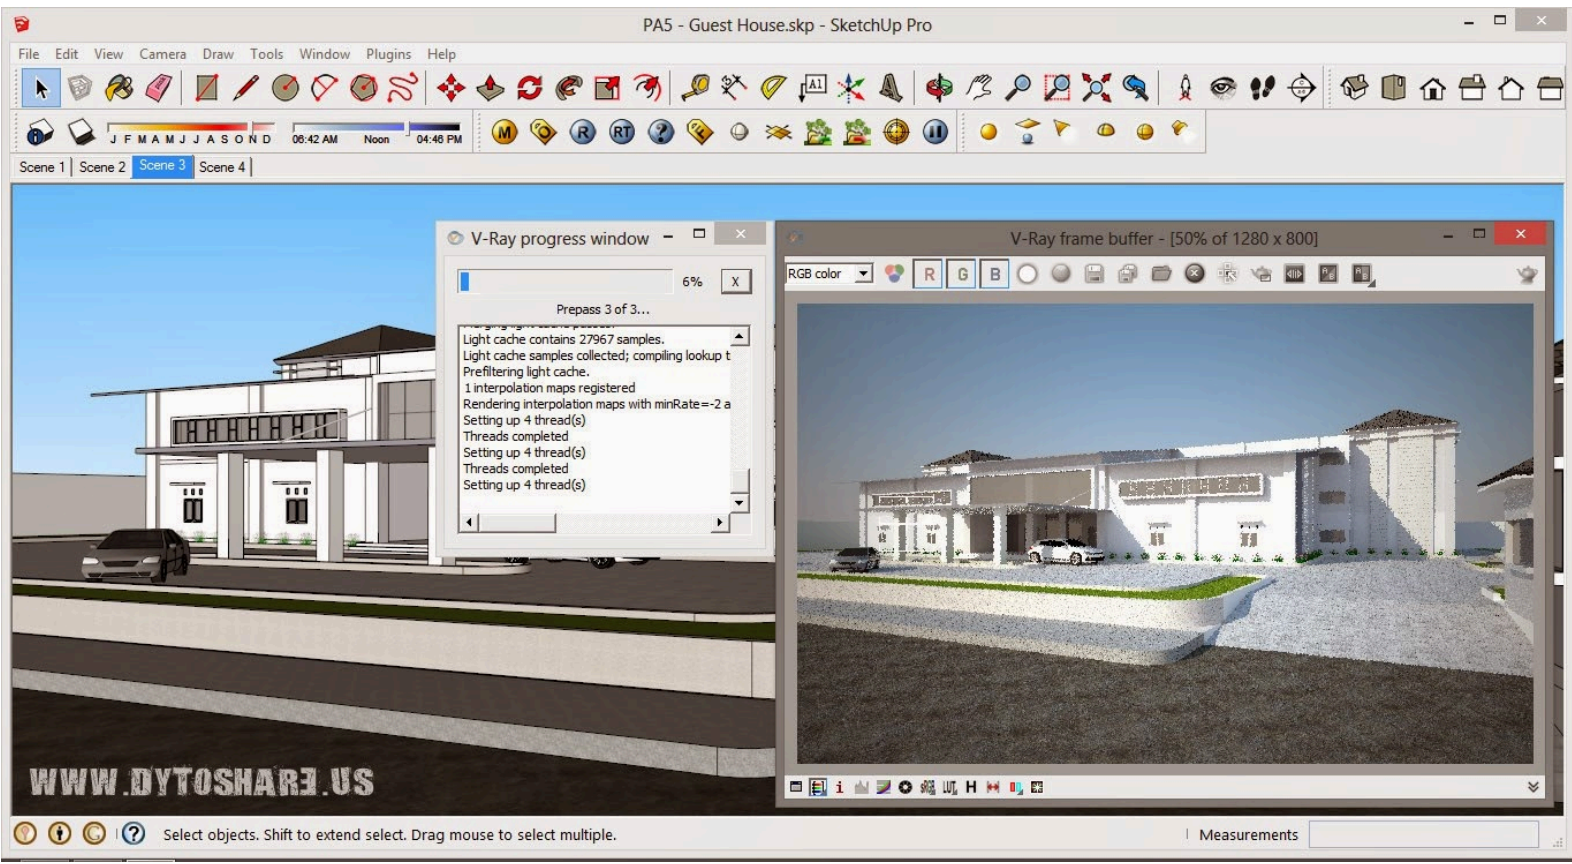 PA5 - Guest House.skp - SketchUp Pro
File Edit View Camera Draw Tools Window Plugins Help
A1
J F M A M J J A S O N D 06:42 AM Noon 04:46 PM M R RT ?
Scene 1 Scene 2 Scene 3 Scene 4
V-Ray progress window
6% X
Prepass 3 of 3...
Light cache contains 27967 samples.
Light cache samples collected; compiling lookup t
Prefiltering light cache.
1 interpolation maps registered
Rendering interpolation maps with minRate=-2 a
Setting up 4 thread(s)
Threads completed
Setting up 4 thread(s)
Threads completed
Setting up 4 thread(s)
V-Ray frame buffer - [50% of 1280 x 800]
RGB color R G B
i LUT H
WWW.DYTOSHARE.US
Select objects. Shift to extend select. Drag mouse to select multiple.
Measurements